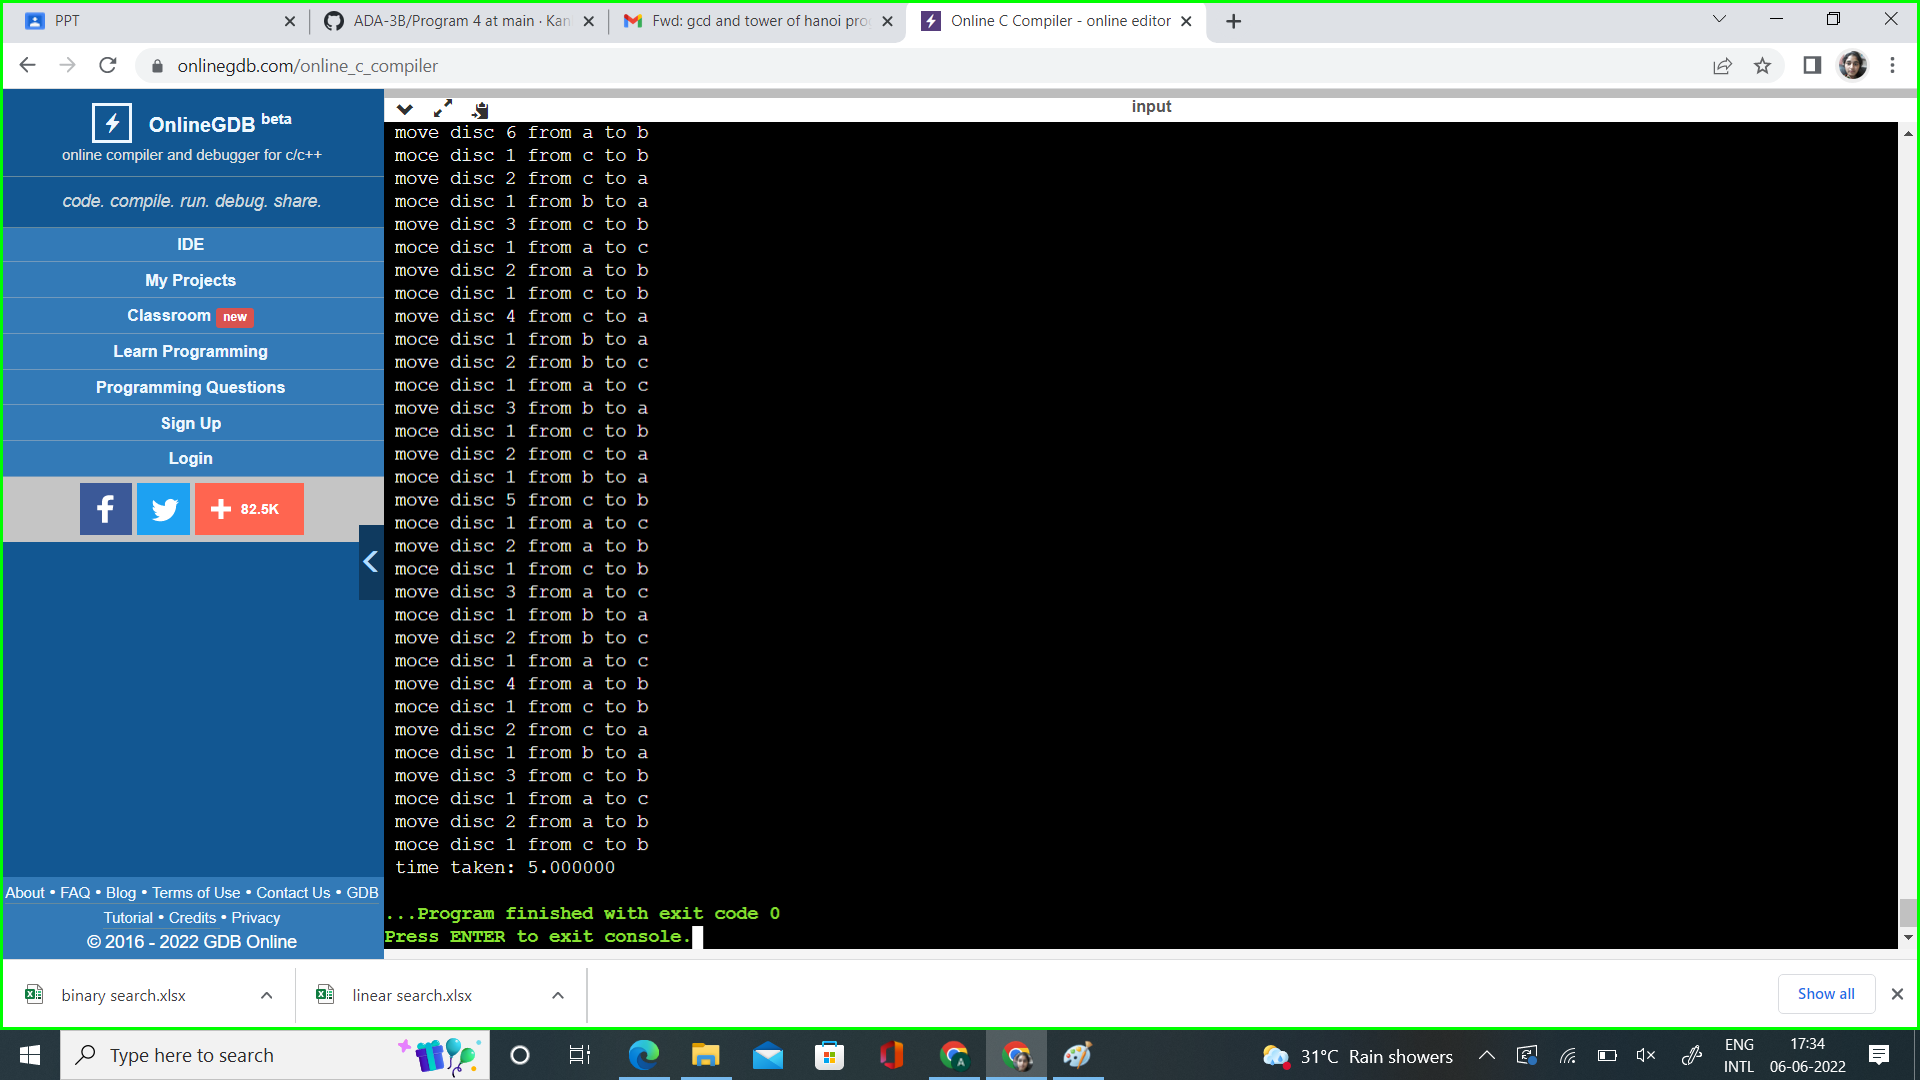 PPT
ADA-3B/Program 4 at main · Kan
Fwd: gcd and tower of hanoi pro
Online C Compiler - online editor
onlinegdb.com/online_c_compiler
OnlineGDB beta
online compiler and debugger for c/c++
code. compile. run. debug. share.
IDE
My Projects
Classroom new
Learn Programming
Programming Questions
Sign Up
Login
82.5K
About • FAQ • Blog • Terms of Use • Contact Us • GDB
Tutorial • Credits • Privacy
© 2016 - 2022 GDB Online
input
move disc 6 from a to b
moce disc 1 from c to b
move disc 2 from c to a
moce disc 1 from b to a
move disc 3 from c to b
moce disc 1 from a to c
move disc 2 from a to b
moce disc 1 from c to b
move disc 4 from c to a
moce disc 1 from b to a
move disc 2 from b to c
moce disc 1 from a to c
move disc 3 from b to a
moce disc 1 from c to b
move disc 2 from c to a
moce disc 1 from b to a
move disc 5 from c to b
moce disc 1 from a to c
move disc 2 from a to b
moce disc 1 from c to b
move disc 3 from a to c
moce disc 1 from b to a
move disc 2 from b to c
moce disc 1 from a to c
move disc 4 from a to b
moce disc 1 from c to b
move disc 2 from c to a
moce disc 1 from b to a
move disc 3 from c to b
moce disc 1 from a to c
move disc 2 from a to b
moce disc 1 from c to b
time taken: 5.000000
...Program finished with exit code 0
Press ENTER to exit console.
binary search.xlsx
linear search.xlsx
Show all
Type here to search
31°C Rain showers
ENG
INTL
17:34
06-06-2022